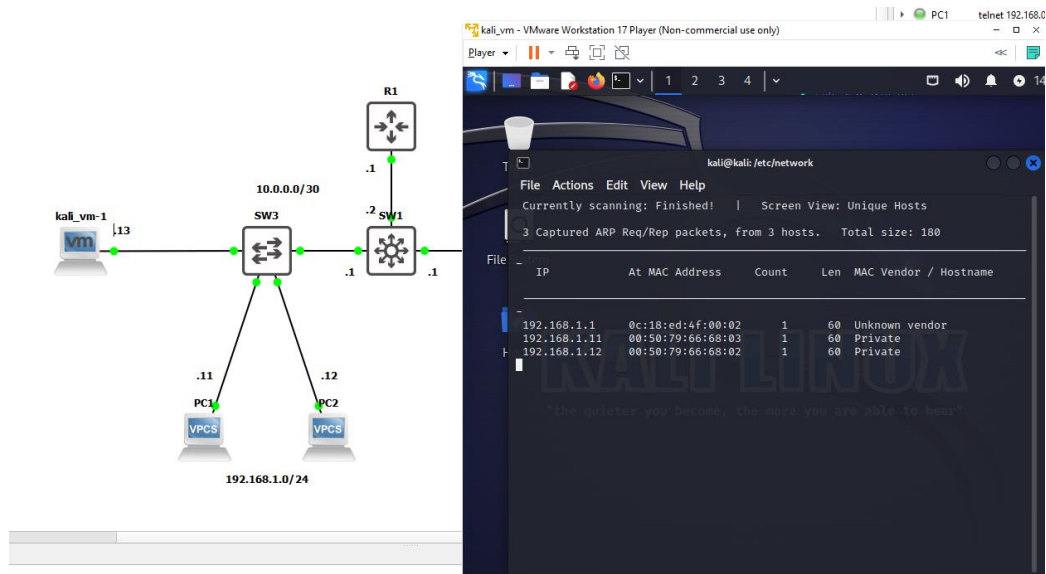 PC1 telnet 192.168.0
kali_vm - VMware Workstation 17 Player (Non-commercial use only)
Player
1 2 3 4 14
R1
.1
10.0.0.0/30
kali_vm-1
.13
vm
SW3
.2 SW1
.1 .1
.11 .12
PC1 PC2
VPCS VPCS
192.168.1.0/24
kali@kali: /etc/network
File Actions Edit View Help
Currently scanning: Finished! | Screen View: Unique Hosts
3 Captured ARP Req/Rep packets, from 3 hosts. Total size: 180
IP At MAC Address Count Len MAC Vendor / Hostname
192.168.1.1 0c:18:ed:4f:00:02 1 60 Unknown vendor
192.168.1.11 00:50:79:66:68:03 1 60 Private
192.168.1.12 00:50:79:66:68:02 1 60 Private
KALI LINUX
"the quieter you become, the more you are able to hear"